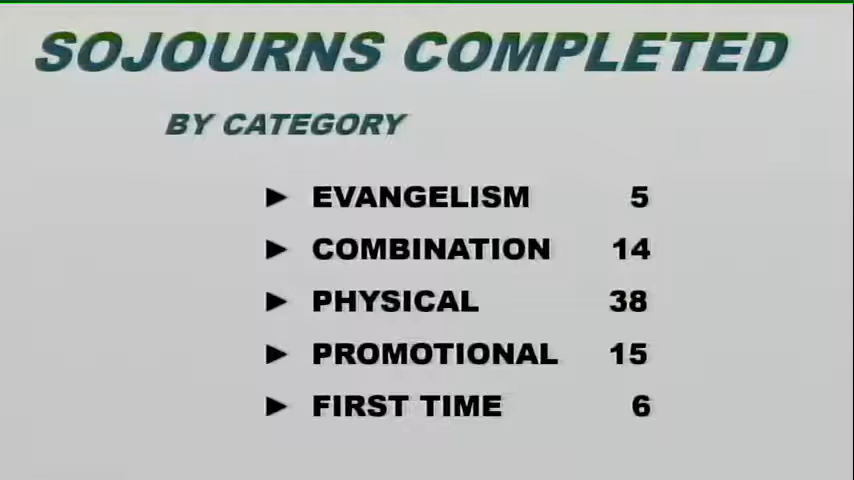 SOJOURNS COMPLETED
BY CATEGORY
► EVANGELISM 5
► COMBINATION 14
► PHYSICAL 38
► PROMOTIONAL 15
► FIRST TIME 6